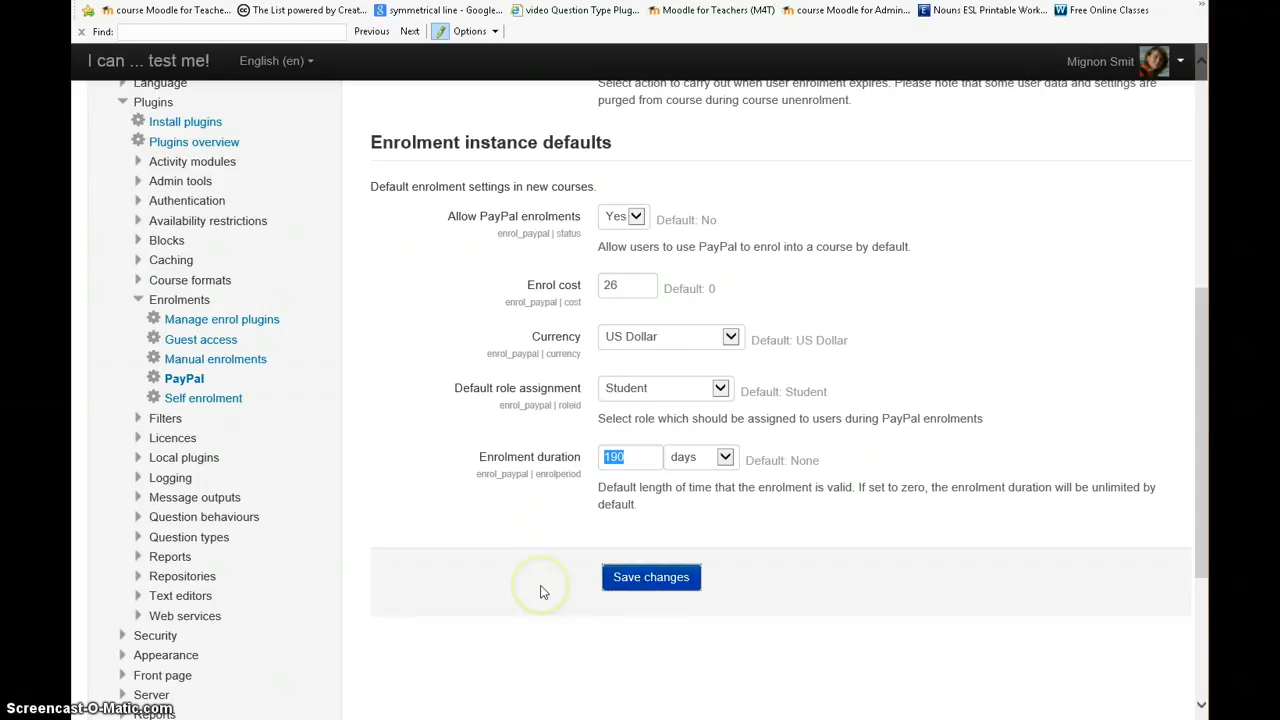 course Moodle for Teache...
The List powered by Creat...
symmetrical line - Google...
video Question Type Plug...
Moodle for Teachers (M4T)
course Moodle for Admin...
Nouns ESL Printable Work...
Free Online Classes
Find:
Previous
Next
Options
I can ... test me!
English (en)
Mignon Smit
Language
Plugins
Install plugins
Plugins overview
Activity modules
Admin tools
Authentication
Availability restrictions
Blocks
Caching
Course formats
Enrolments
Manage enrol plugins
Guest access
Manual enrolments
PayPal
Self enrolment
Filters
Licences
Local plugins
Logging
Message outputs
Question behaviours
Question types
Reports
Repositories
Text editors
Web services
Security
Appearance
Front page
Server
Reports
Select action to carry out when user enrolment expires. Please note that some user data and settings are
purged from course during course unenrolment.
Enrolment instance defaults
Default enrolment settings in new courses.
Allow PayPal enrolments
Yes
Default: No
enrol_paypal | status
Allow users to use PayPal to enrol into a course by default.
Enrol cost
26
Default: 0
enrol_paypal | cost
Currency
US Dollar
Default: US Dollar
enrol_paypal | currency
Default role assignment
Student
Default: Student
enrol_paypal | roleid
Select role which should be assigned to users during PayPal enrolments
Enrolment duration
190
days
Default: None
enrol_paypal | enrolperiod
Default length of time that the enrolment is valid. If set to zero, the enrolment duration will be unlimited by
default.
Save changes
Screencast-O-Matic.com